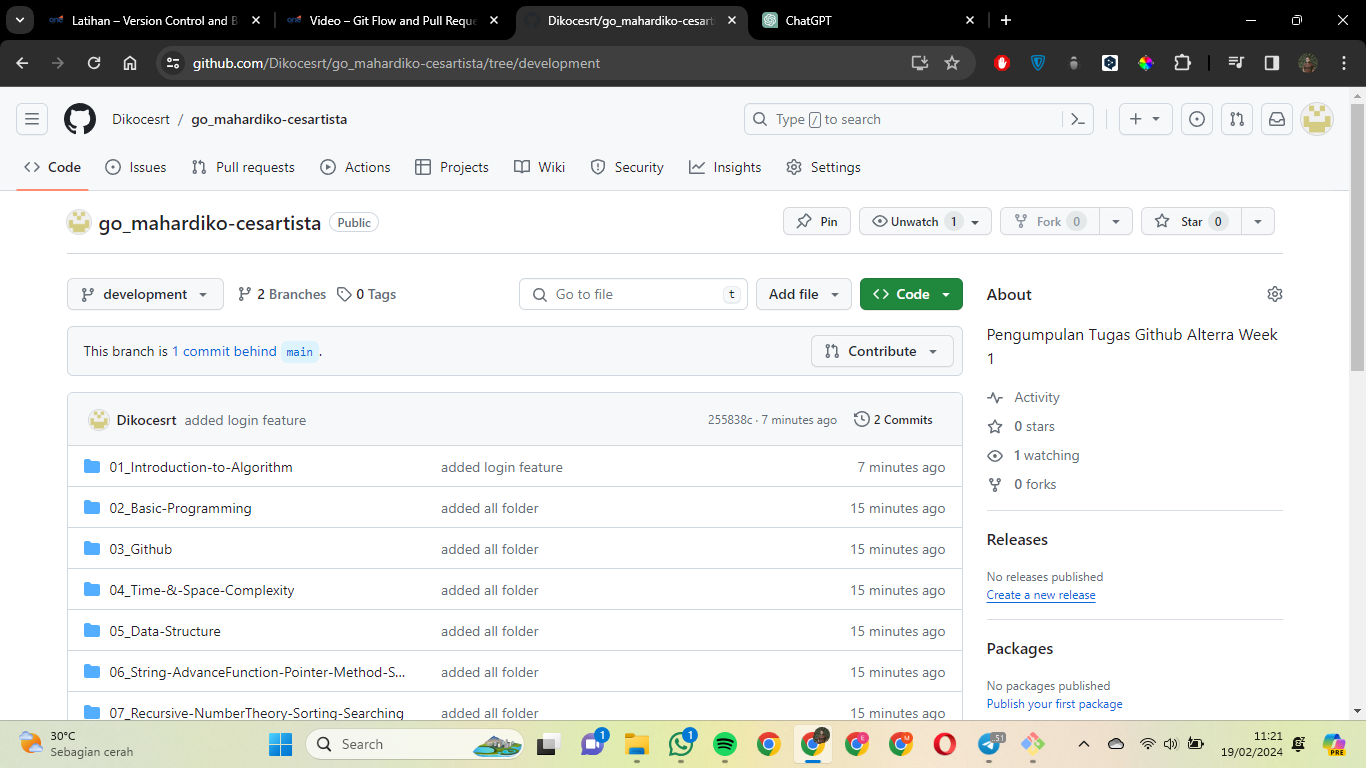 Latihan – Version Control and B
Video – Git Flow and Pull Reque
Dikocesrt/go_mahardiko-cesart
ChatGPT
github.com/Dikocesrt/go_mahardiko-cesartista/tree/development
Dikocesrt / go_mahardiko-cesartista
Type / to search
Code
Issues
Pull requests
Actions
Projects
Wiki
Security
Insights
Settings
go_mahardiko-cesartista Public
Pin
Unwatch 1
Fork 0
Star 0
development
2 Branches
0 Tags
Go to file t
Add file
<> Code
This branch is 1 commit behind main .
Contribute
Dikocesrt added login feature 255838c · 7 minutes ago 2 Commits
01_Introduction-to-Algorithm added login feature 7 minutes ago
02_Basic-Programming added all folder 15 minutes ago
03_Github added all folder 15 minutes ago
04_Time-&-Space-Complexity added all folder 15 minutes ago
05_Data-Structure added all folder 15 minutes ago
06_String-AdvanceFunction-Pointer-Method-S... added all folder 15 minutes ago
07_Recursive-NumberTheory-Sorting-Searching added all folder 15 minutes ago
About
Pengumpulan Tugas Github Alterra Week
1
Activity
0 stars
1 watching
0 forks
Releases
No releases published
Create a new release
Packages
No packages published
Publish your first package
30°C
Sebagian cerah
Search
1
1
51
11:21
19/02/2024
PRE